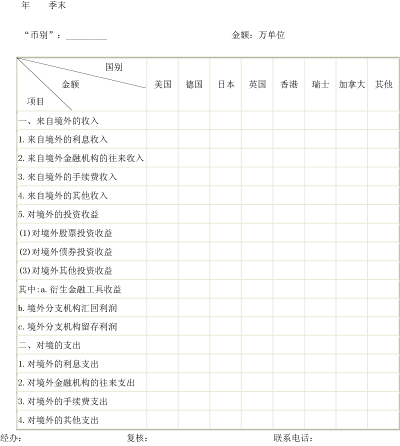 年 季末
“币别”：_________ 金额：万单位
国别
金额
项目
美国 德国 日本 英国 香港 瑞士 加拿大 其他
一、来自境外的收入
1.来自境外的利息收入
2.来自境外金融机构的往来收入
3.来自境外的手续费收入
4.来自境外的其他收入
5.对境外的投资收益
(1)对境外股票投资收益
(2)对境外债券投资收益
(3)对境外其他投资收益
其中:a.衍生金融工具收益
b.境外分支机构汇回利润
c.境外分支机构留存利润
二、对境的支出
1.对境外的利息支出
2.对境外金融机构的往来支出
3.对境外的手续费支出
4.对境外的其他支出
经办： 复核： 联系电话：